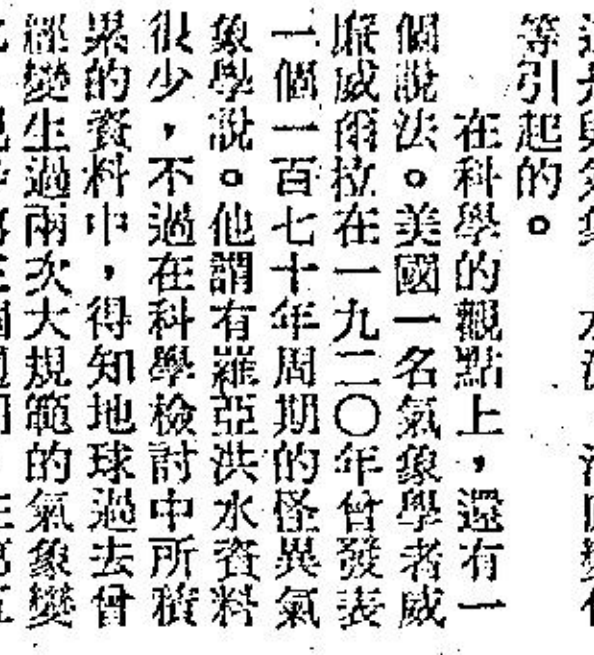 等引起的。
在科學的觀點上，還有一
個說法。美國一名氣象學者威
廉威爾拉在一九二〇年曾發表
一個一百七十年周期的怪異氣
象學說。他謂有羅亞洪水資料
很少，不過在科學檢討中所積
累的資料中，得知地球過去曾
經變生過兩次大規範的氣象變